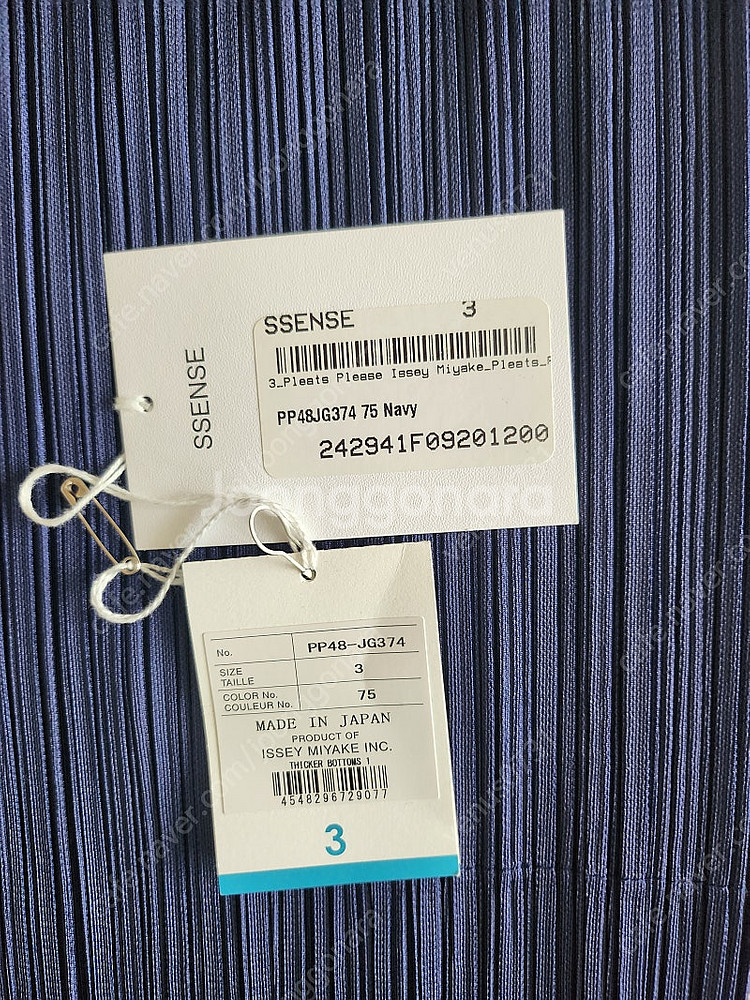 SSENSE
SSENSE 3
3_Pleats Please Issey Miyake_Pleats_
PP48JG374 75 Navy
242941F09201200
Joonggonara
No. PP48-JG374
SIZE
TAILLE 3
COLOR No.
COULEUR No. 75
MADE IN JAPAN
PRODUCT OF
ISSEY MIYAKE INC.
THICKER BOTTOMS 1
4548296729077
3